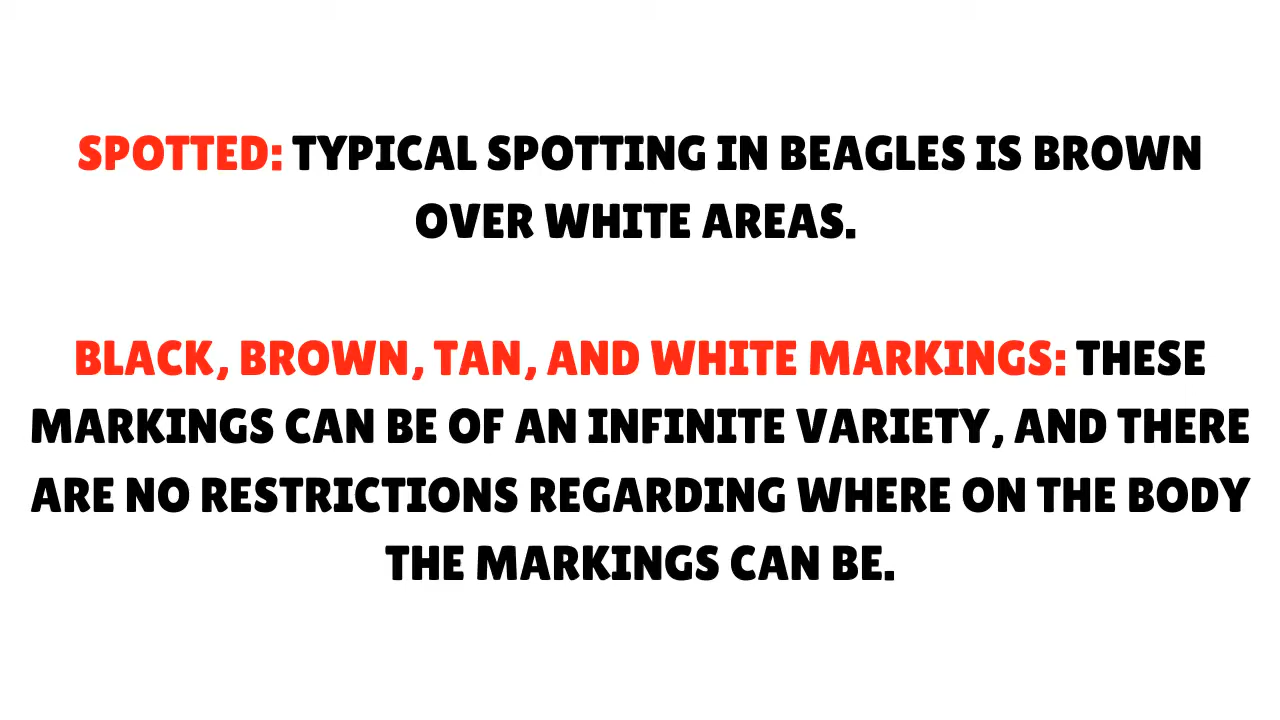 SPOTTED: TYPICAL SPOTTING IN BEAGLES IS BROWN
OVER WHITE AREAS.
BLACK, BROWN, TAN, AND WHITE MARKINGS: THESE
MARKINGS CAN BE OF AN INFINITE VARIETY, AND THERE
ARE NO RESTRICTIONS REGARDING WHERE ON THE BODY
THE MARKINGS CAN BE.